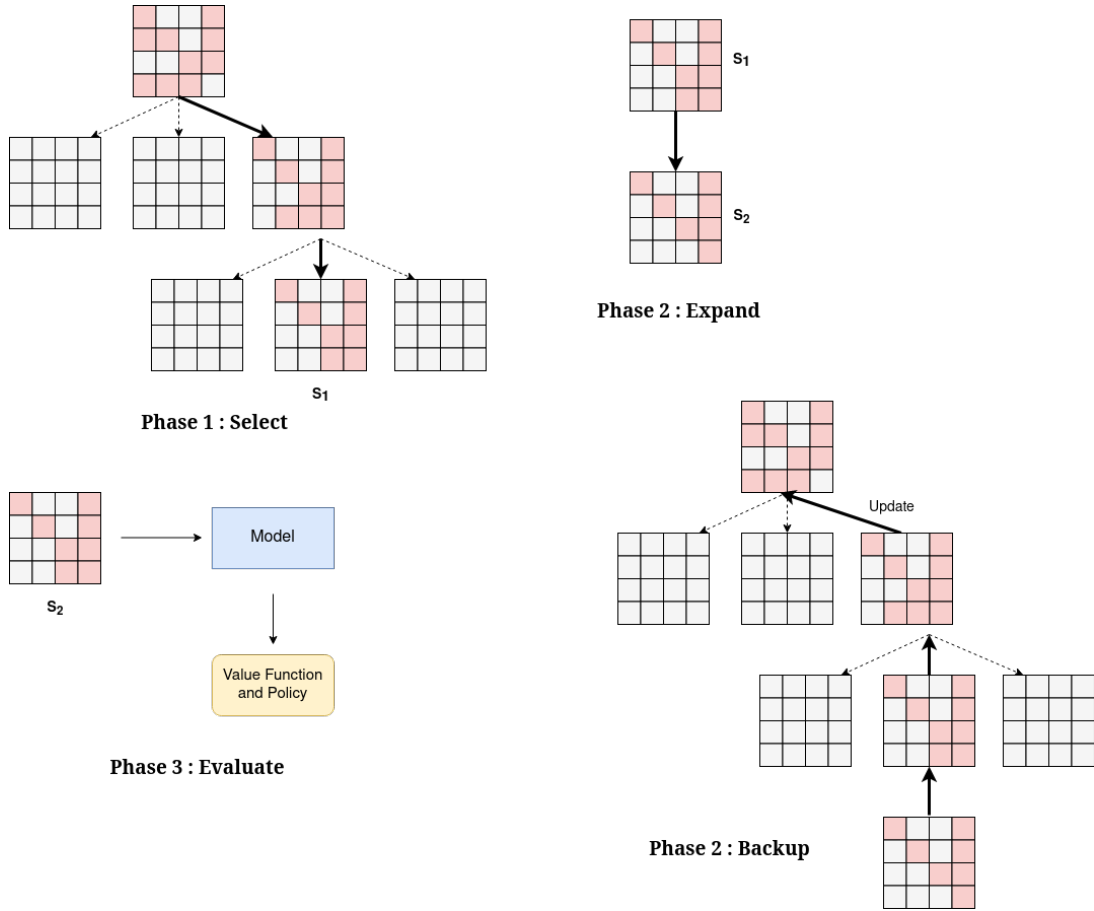 S1
Phase 1 : Select
S1
S2
Phase 2 : Expand
S2
Model
Value Function
and Policy
Phase 3 : Evaluate
Update
Phase 2 : Backup